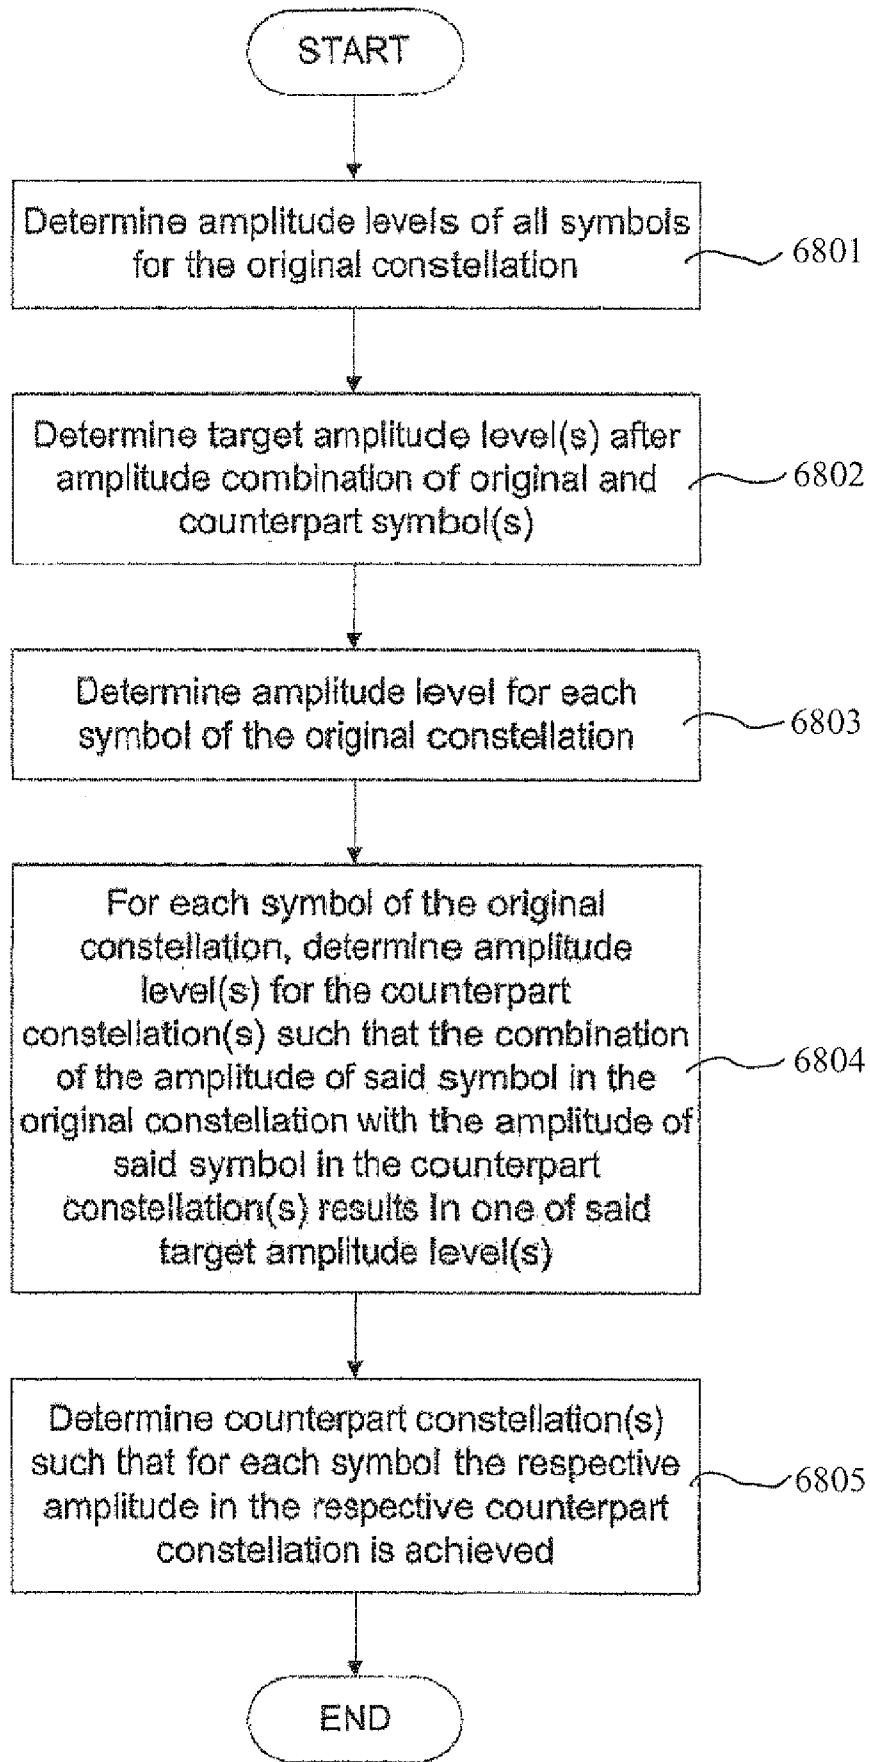 START
Determine amplitude levels of all symbols
for the original constellation
6801
Determine target amplitude level(s) after
amplitude combination of original and
counterpart symbol(s)
6802
Determine amplitude level for each
symbol of the original constellation
6803
For each symbol of the original
constellation, determine amplitude
level(s) for the counterpart
constellation(s) such that the combination
of the amplitude of said symbol in the
original constellation with the amplitude of
said symbol in the counterpart
constellation(s) results In one of said
target amplitude level(s)
6804
Determine counterpart constellation(s)
such that for each symbol the respective
amplitude in the respective counterpart
constellation is achieved
6805
END